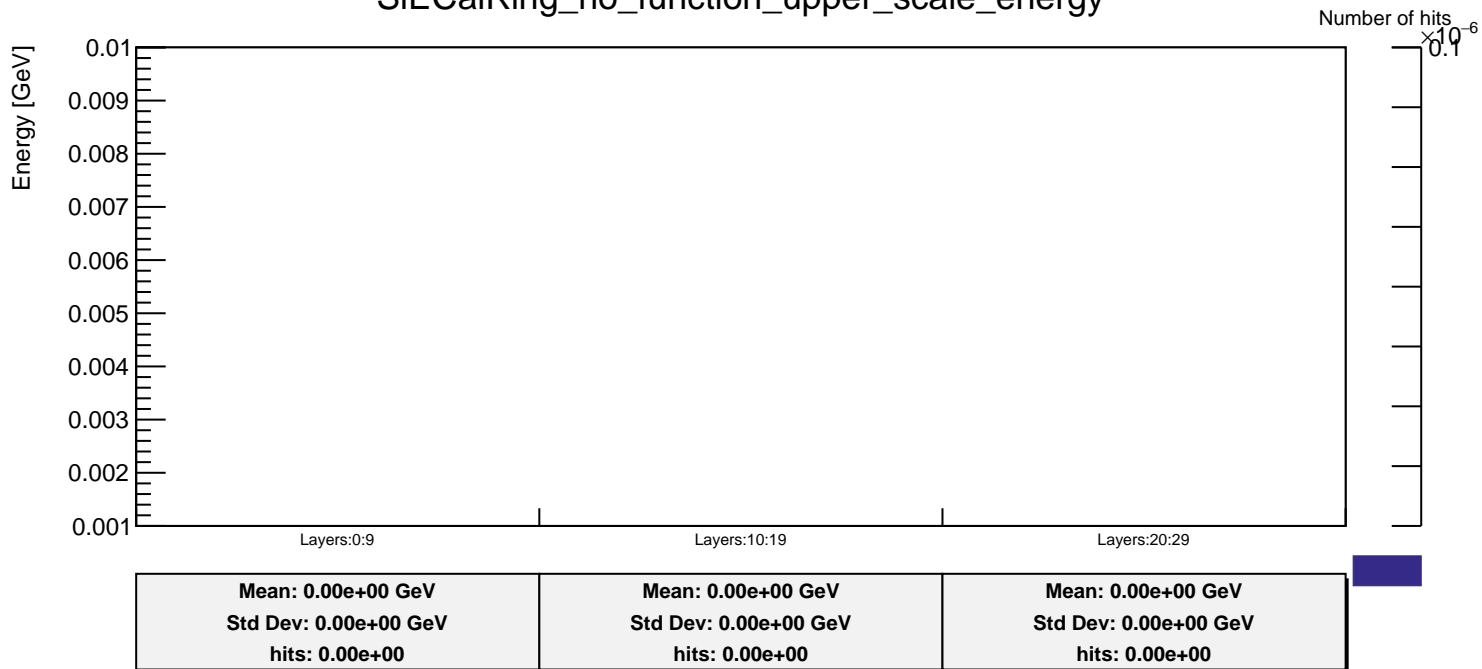 SiECalRing_no_function_upper_scale_energy
Number of hits
×10⁻⁶
0.1
Energy [GeV]
0.01
0.009
0.008
0.007
0.006
0.005
0.004
0.003
0.002
0.001
Layers:0:9 Layers:10:19 Layers:20:29
Mean: 0.00e+00 GeV Mean: 0.00e+00 GeV Mean: 0.00e+00 GeV
Std Dev: 0.00e+00 GeV Std Dev: 0.00e+00 GeV Std Dev: 0.00e+00 GeV
hits: 0.00e+00 hits: 0.00e+00 hits: 0.00e+00